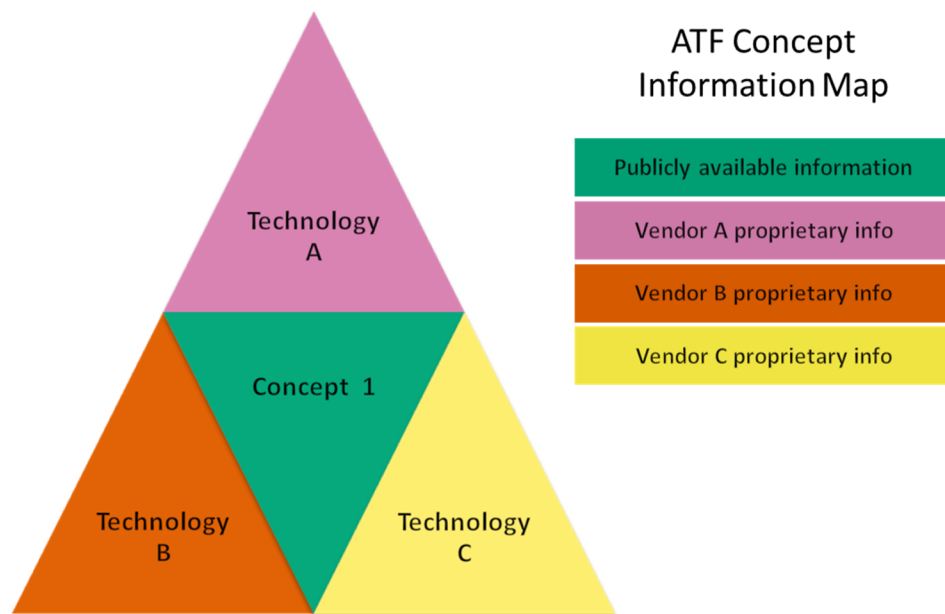 ATF Concept
Information Map
Publicly available information
Vendor A proprietary info
Vendor B proprietary info
Vendor C proprietary info
Technology
A
Concept 1
Technology
B
Technology
C